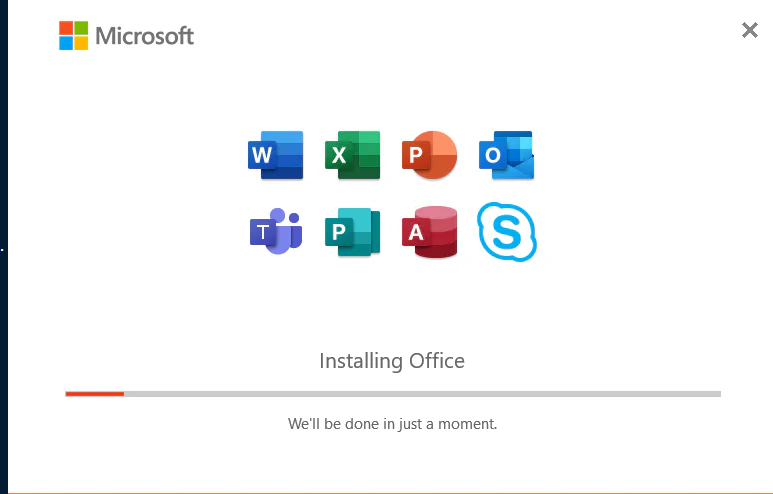 Microsoft
W X P O
T P A S
Installing Office
We'll be done in just a moment.